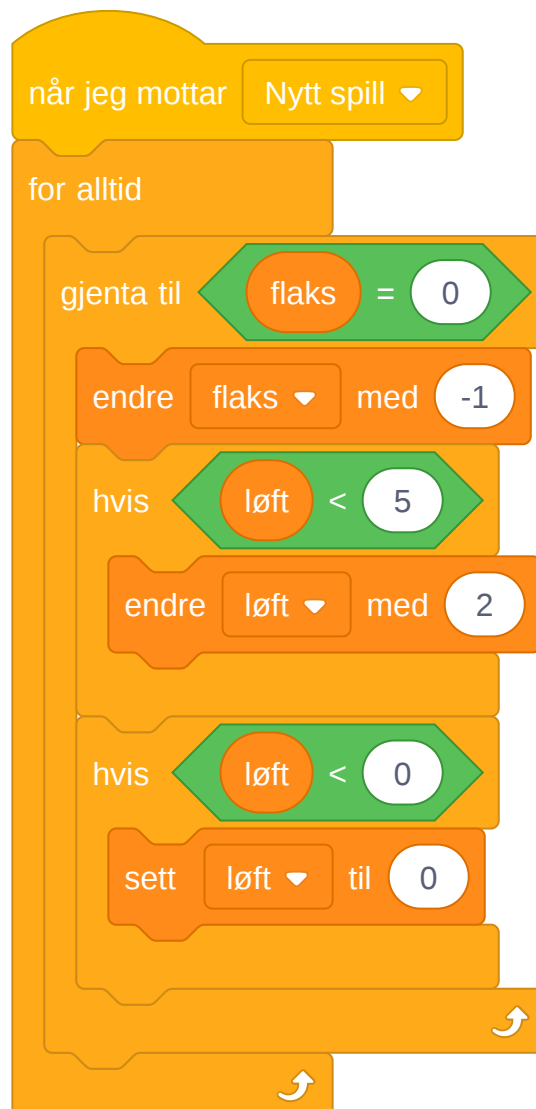 når jeg mottar Nytt spill
for alltid
gjenta til flaks = 0
endre flaks med -1
hvis løft < 5
endre løft med 2
hvis løft < 0
sett løft til 0